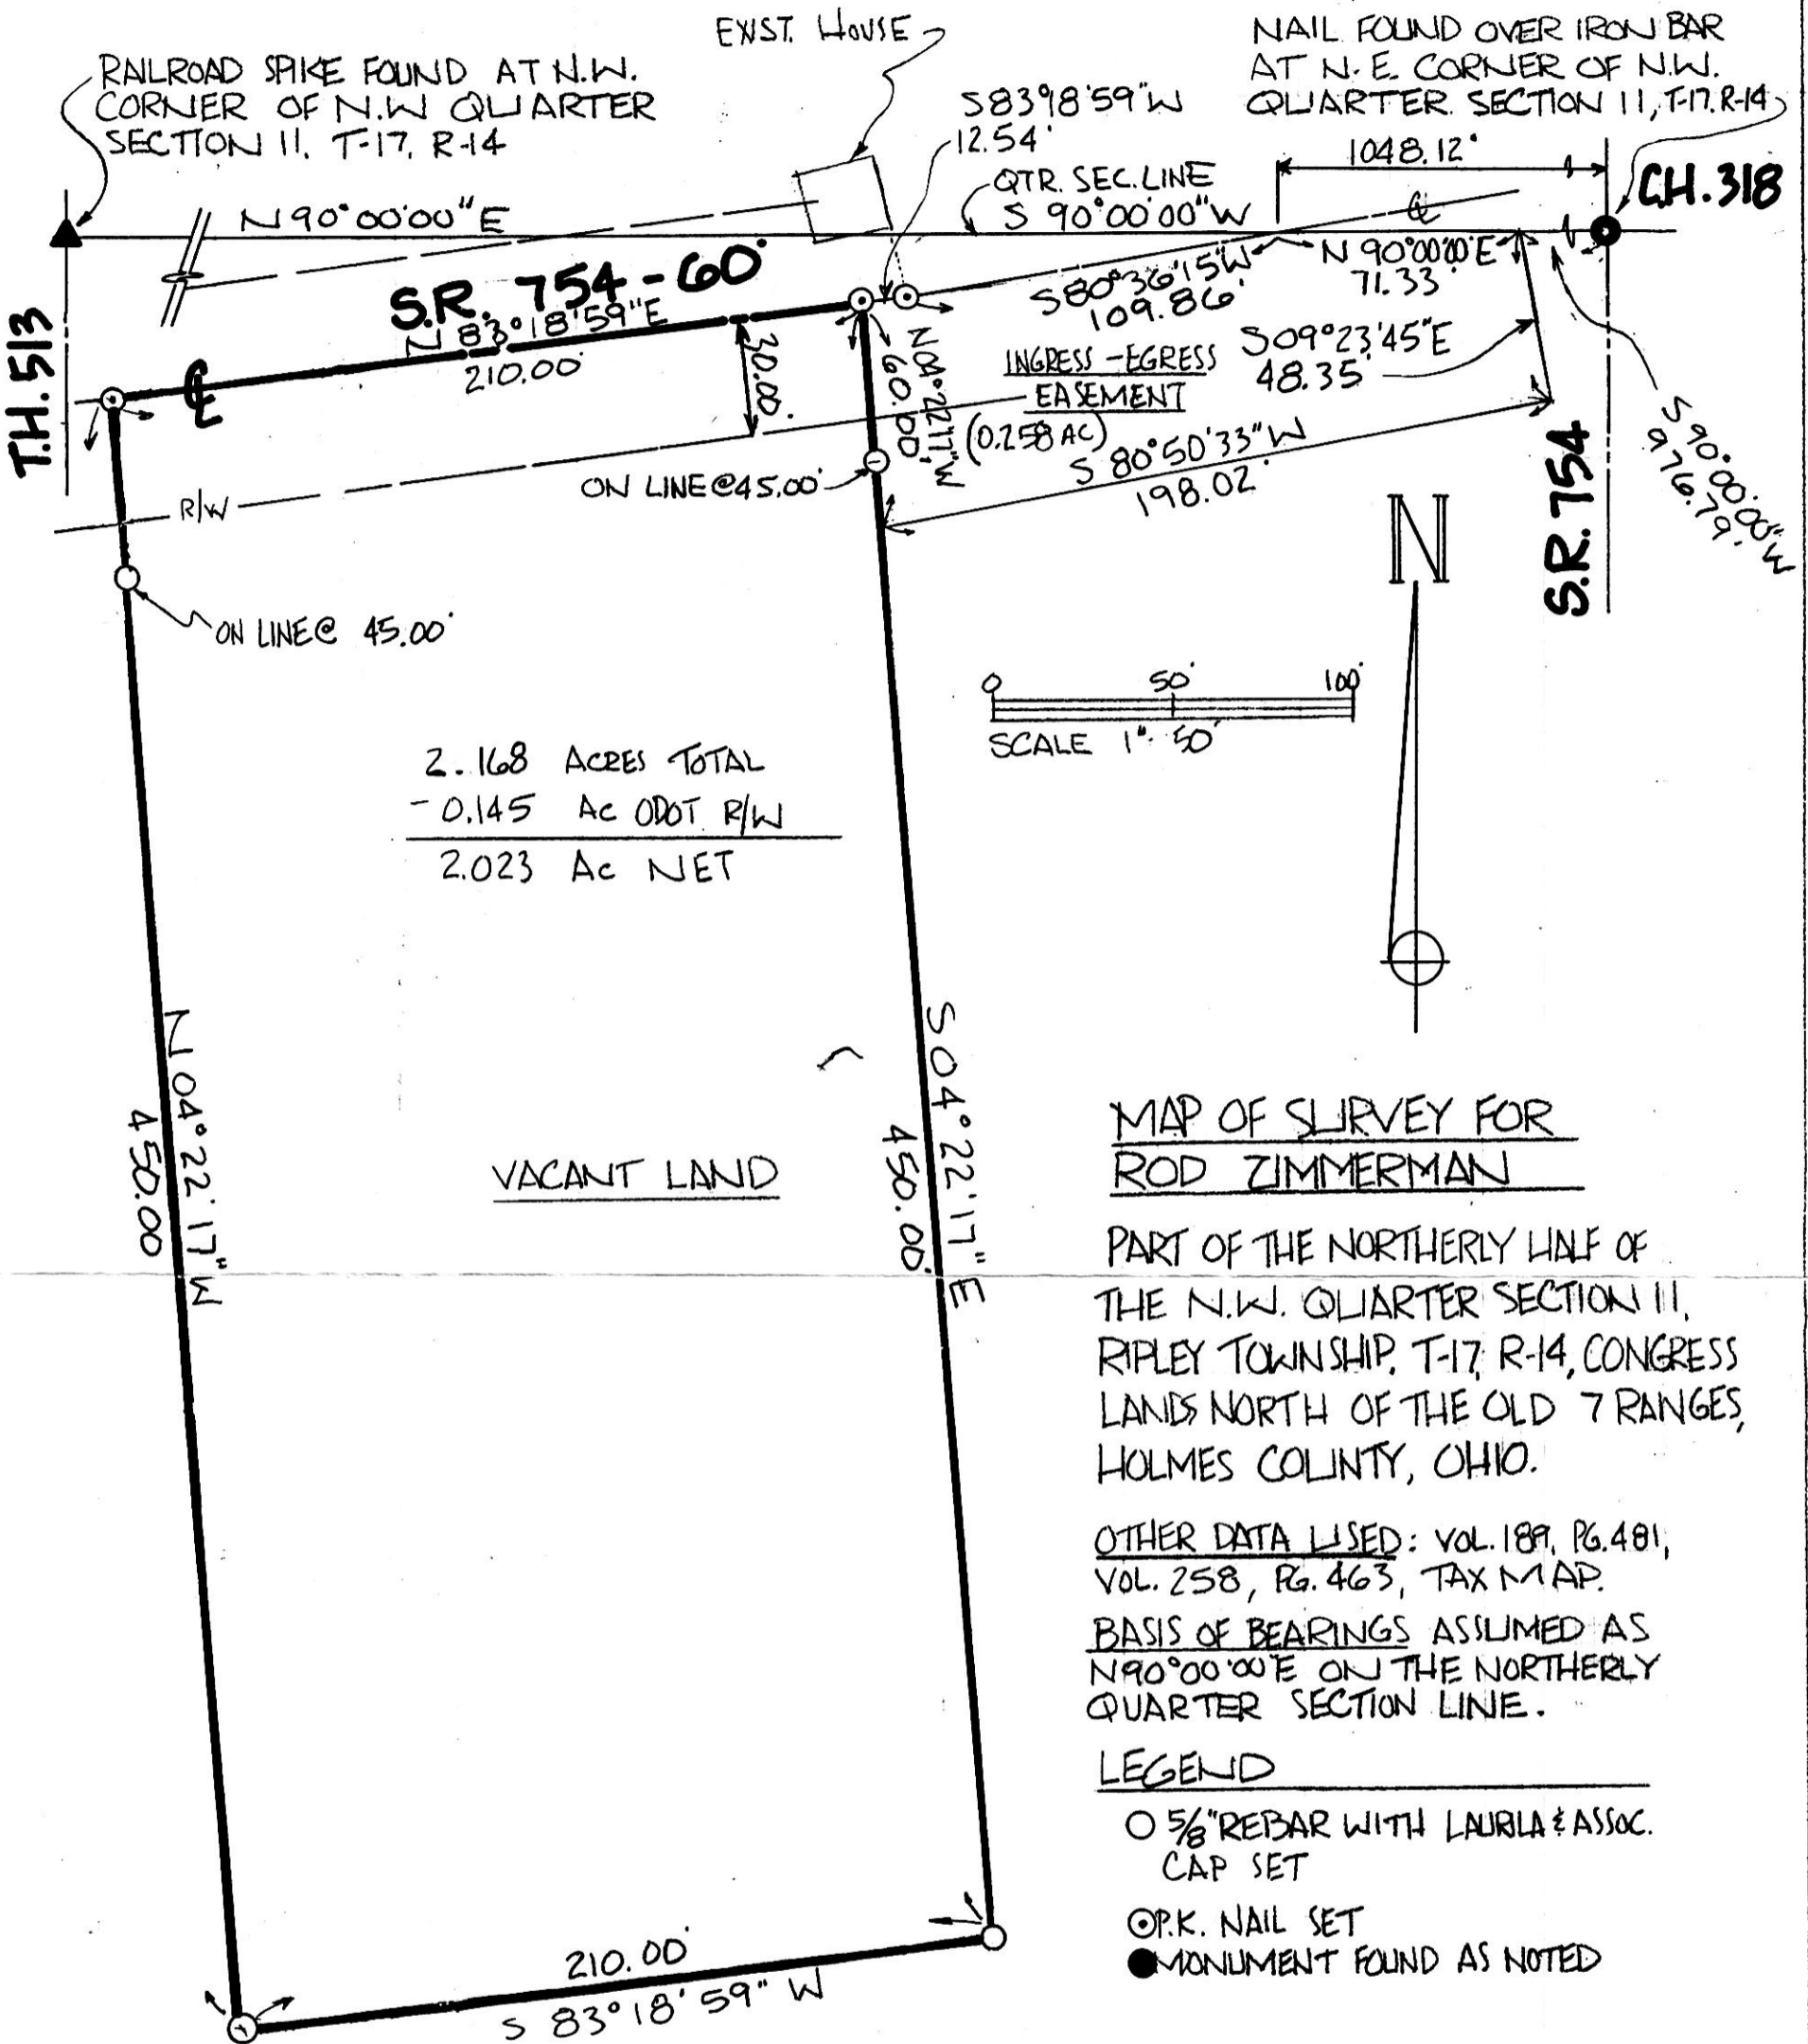 EXIST. HOUSE
RAILROAD SPIKE FOUND AT N.W.
CORNER OF N.W QUARTER
SECTION 11. T-17, R-14
NAIL FOUND OVER IRON BAR
AT N.E. CORNER OF N.W.
QUARTER SECTION 11, T-17. R-14
S 83°18'59"W
12.54'
1048.12'
C.H. 318
QTR. SEC. LINE
S 90°00'00"W
N 90°00'00"E
℄
S.R. 754 - 60'
N 83°18'59"E
210.00'
℄
T.H. 513
30.00'
N 04°22'17"W
60.00'
S 80°36'15"W
109.86'
N 90°00'00"E
71.33'
INGRESS - EGRESS
EASEMENT
(0.258 AC)
S 09°23'45"E
48.35'
S 80°50'33"W
198.02'
S 90°00'00"W
976.79'
S.R. 754
R/W
ON LINE @ 45.00'
ON LINE @ 45.00'
N
0 50' 100'
SCALE 1"= 50'
2.168 ACRES TOTAL
- 0.145 AC ODOT R/W
2.023 AC NET
N 04°22'17"W
450.00
VACANT LAND
S 04°22'17"E
450.00'
210.00'
S 83°18'59" W
MAP OF SURVEY FOR
ROD ZIMMERMAN
PART OF THE NORTHERLY HALF OF
THE N.W. QUARTER SECTION 11,
RIPLEY TOWNSHIP, T-17, R-14, CONGRESS
LANDS NORTH OF THE OLD 7 RANGES,
HOLMES COUNTY, OHIO.
OTHER DATA USED: VOL. 189, PG. 481,
VOL. 258, PG. 463, TAX MAP.
BASIS OF BEARINGS ASSUMED AS
N90°00'00"E ON THE NORTHERLY
QUARTER SECTION LINE.
LEGEND
5/8" REBAR WITH LAURILA & ASSOC.
CAP SET
P.K. NAIL SET
MONUMENT FOUND AS NOTED